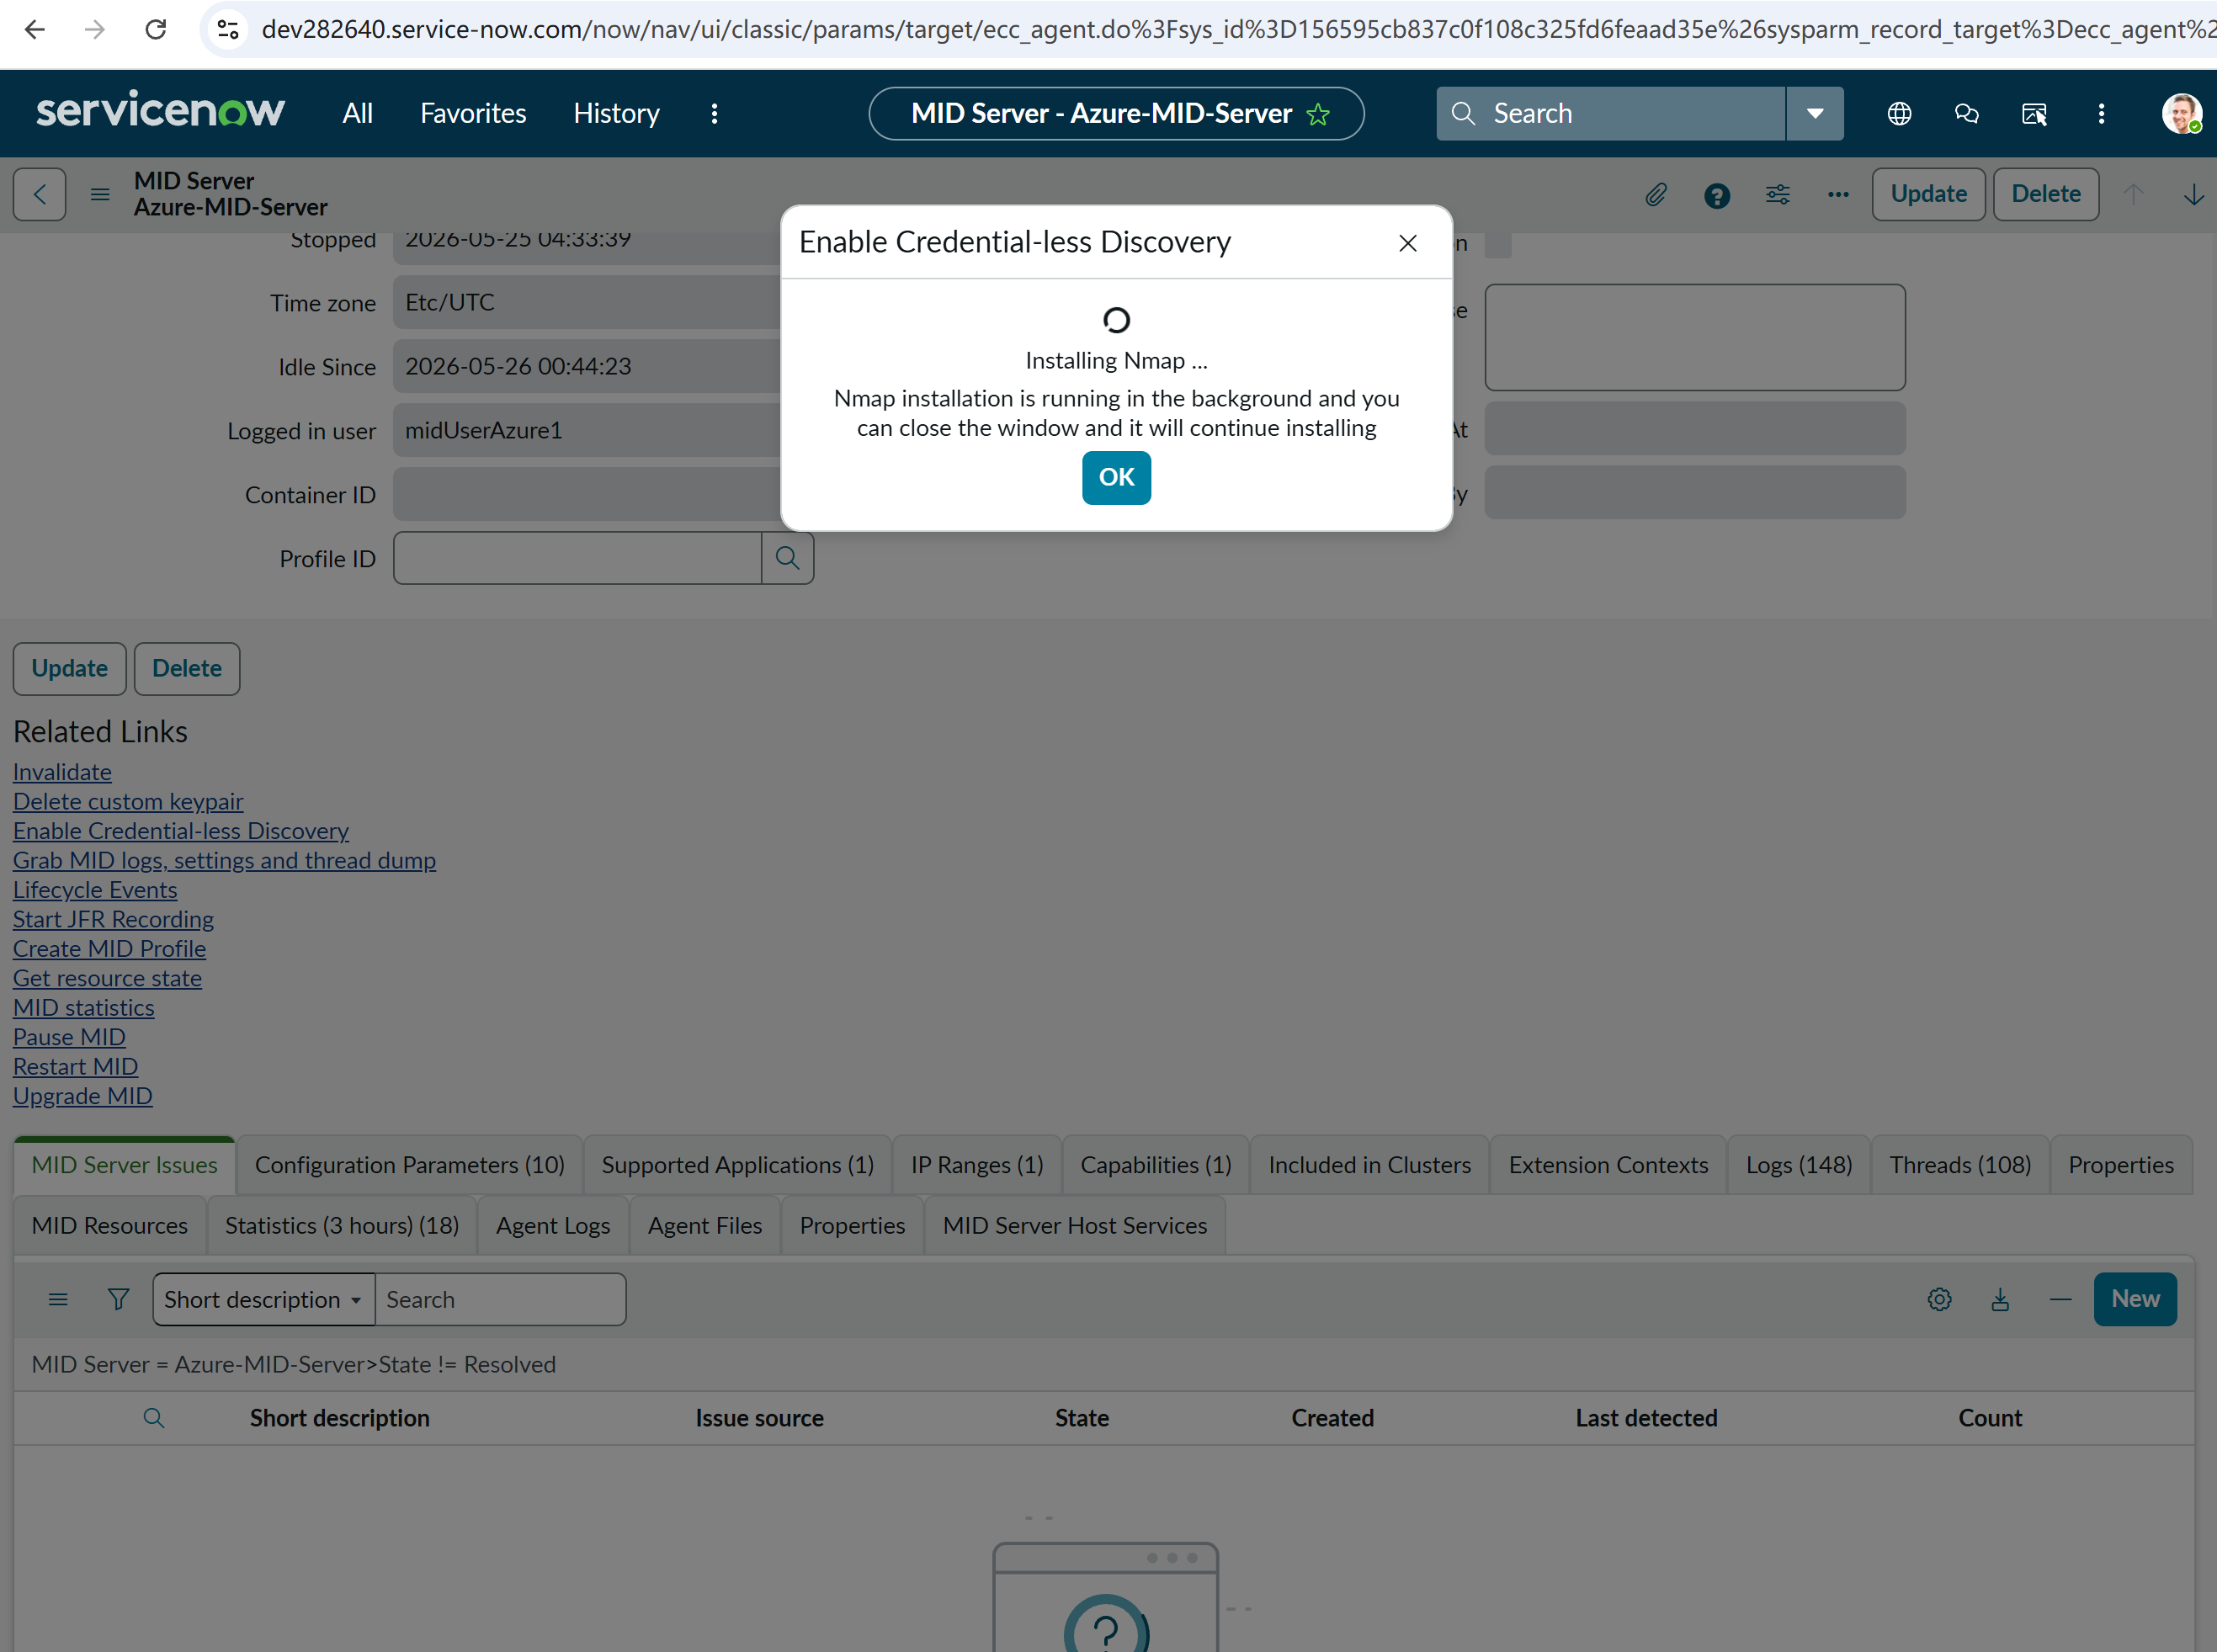 dev282640.service-now.com/now/nav/ui/classic/params/target/ecc_agent.do%3Fsys_id%3D156595cb837c0f108c325fd6feaad35e%26sysparm_record_target%3Decc_agent%2
servicenow All Favorites History MID Server - Azure-MID-Server Search
MID Server
Azure-MID-Server
Update Delete
Enable Credential-less Discovery
Stopped 2026-05-25 04:33:39
Time zone Etc/UTC
Idle Since 2026-05-26 00:44:23
Logged in user midUserAzure1
Container ID
Profile ID
Installing Nmap ...
Nmap installation is running in the background and you
can close the window and it will continue installing
OK
Update Delete
Related Links
Invalidate
Delete custom keypair
Enable Credential-less Discovery
Grab MID logs, settings and thread dump
Lifecycle Events
Start JFR Recording
Create MID Profile
Get resource state
MID statistics
Pause MID
Restart MID
Upgrade MID
MID Server Issues Configuration Parameters (10) Supported Applications (1) IP Ranges (1) Capabilities (1) Included in Clusters Extension Contexts Logs (148) Threads (108) Properties
MID Resources Statistics (3 hours) (18) Agent Logs Agent Files Properties MID Server Host Services
Short description Search New
MID Server = Azure-MID-Server>State != Resolved
Short description Issue source State Created Last detected Count